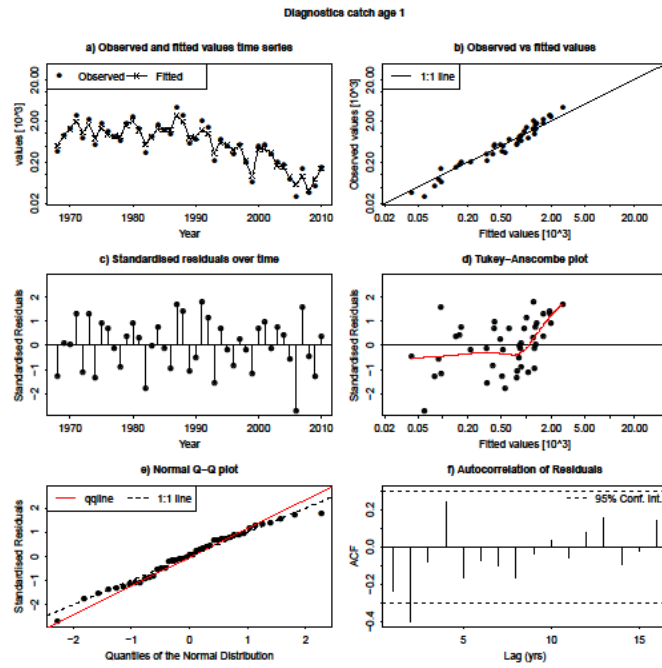 Diagnostics catch age 1
a) Observed and fitted values time series
Observed Fitted
values [10^3]
0.02 0.20 2.00 20.00
1970 1980 1990 2000 2010
Year
b) Observed vs fitted values
1:1 line
Observed values [10^3]
0.02 0.20 2.00 20.00
0.02 0.05 0.20 0.50 2.00 5.00 20.00
Fitted values [10^3]
c) Standardised residuals over time
Standardised Residuals
-2 -1 0 1 2
1970 1980 1990 2000 2010
Year
d) Tukey-Anscombe plot
Standardised Residuals
-2 -1 0 1 2
0.02 0.05 0.20 0.50 2.00 5.00 20.00
Fitted values [10^3]
e) Normal Q-Q plot
qqline 1:1 line
Standardised Residuals
-2 -1 0 1 2
-2 -1 0 1 2
Quantiles of the Normal Distribution
f) Autocorrelation of Residuals
95% Conf. Int.
ACF
-0.4 -0.2 0.0 0.2
5 10 15
Lag (yrs)